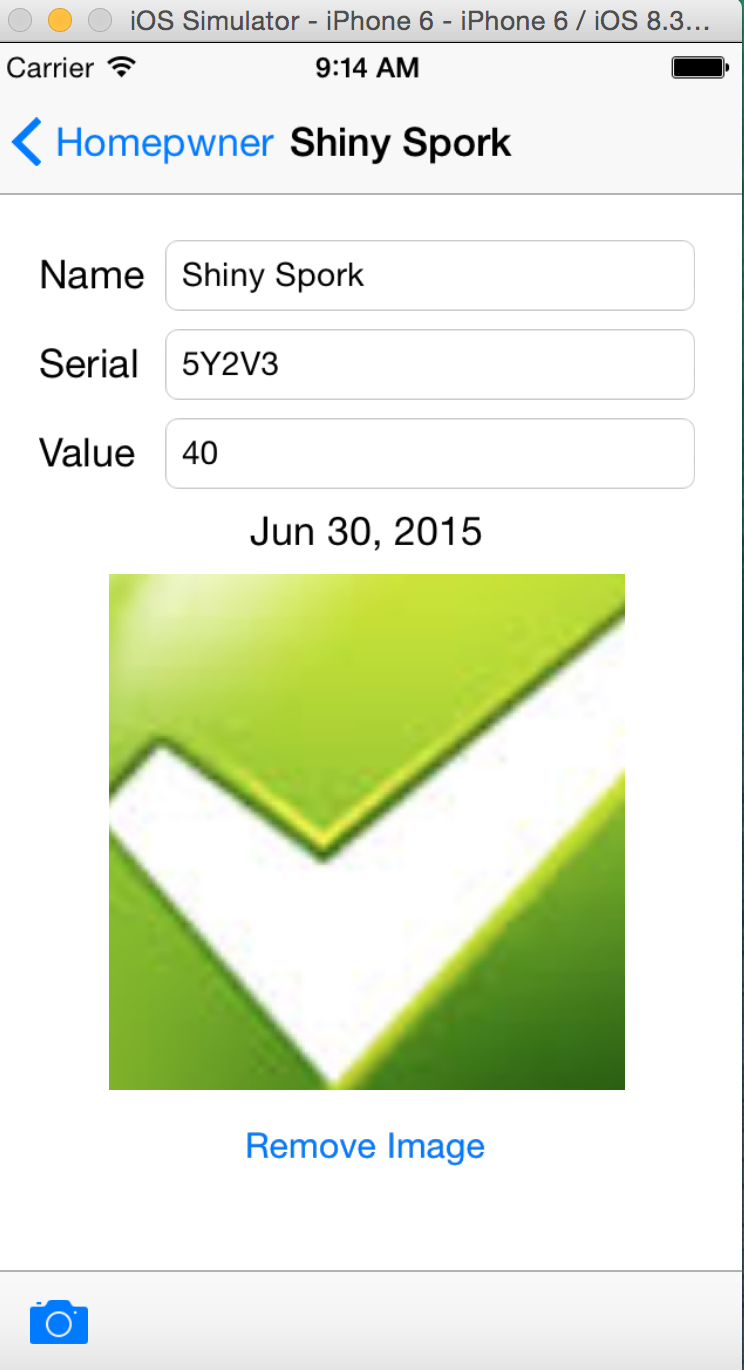 iOS Simulator - iPhone 6 - iPhone 6 / iOS 8.3...
Carrier 9:14 AM
Homepwner Shiny Spork
Name Shiny Spork
Serial 5Y2V3
Value 40
Jun 30, 2015
Remove Image